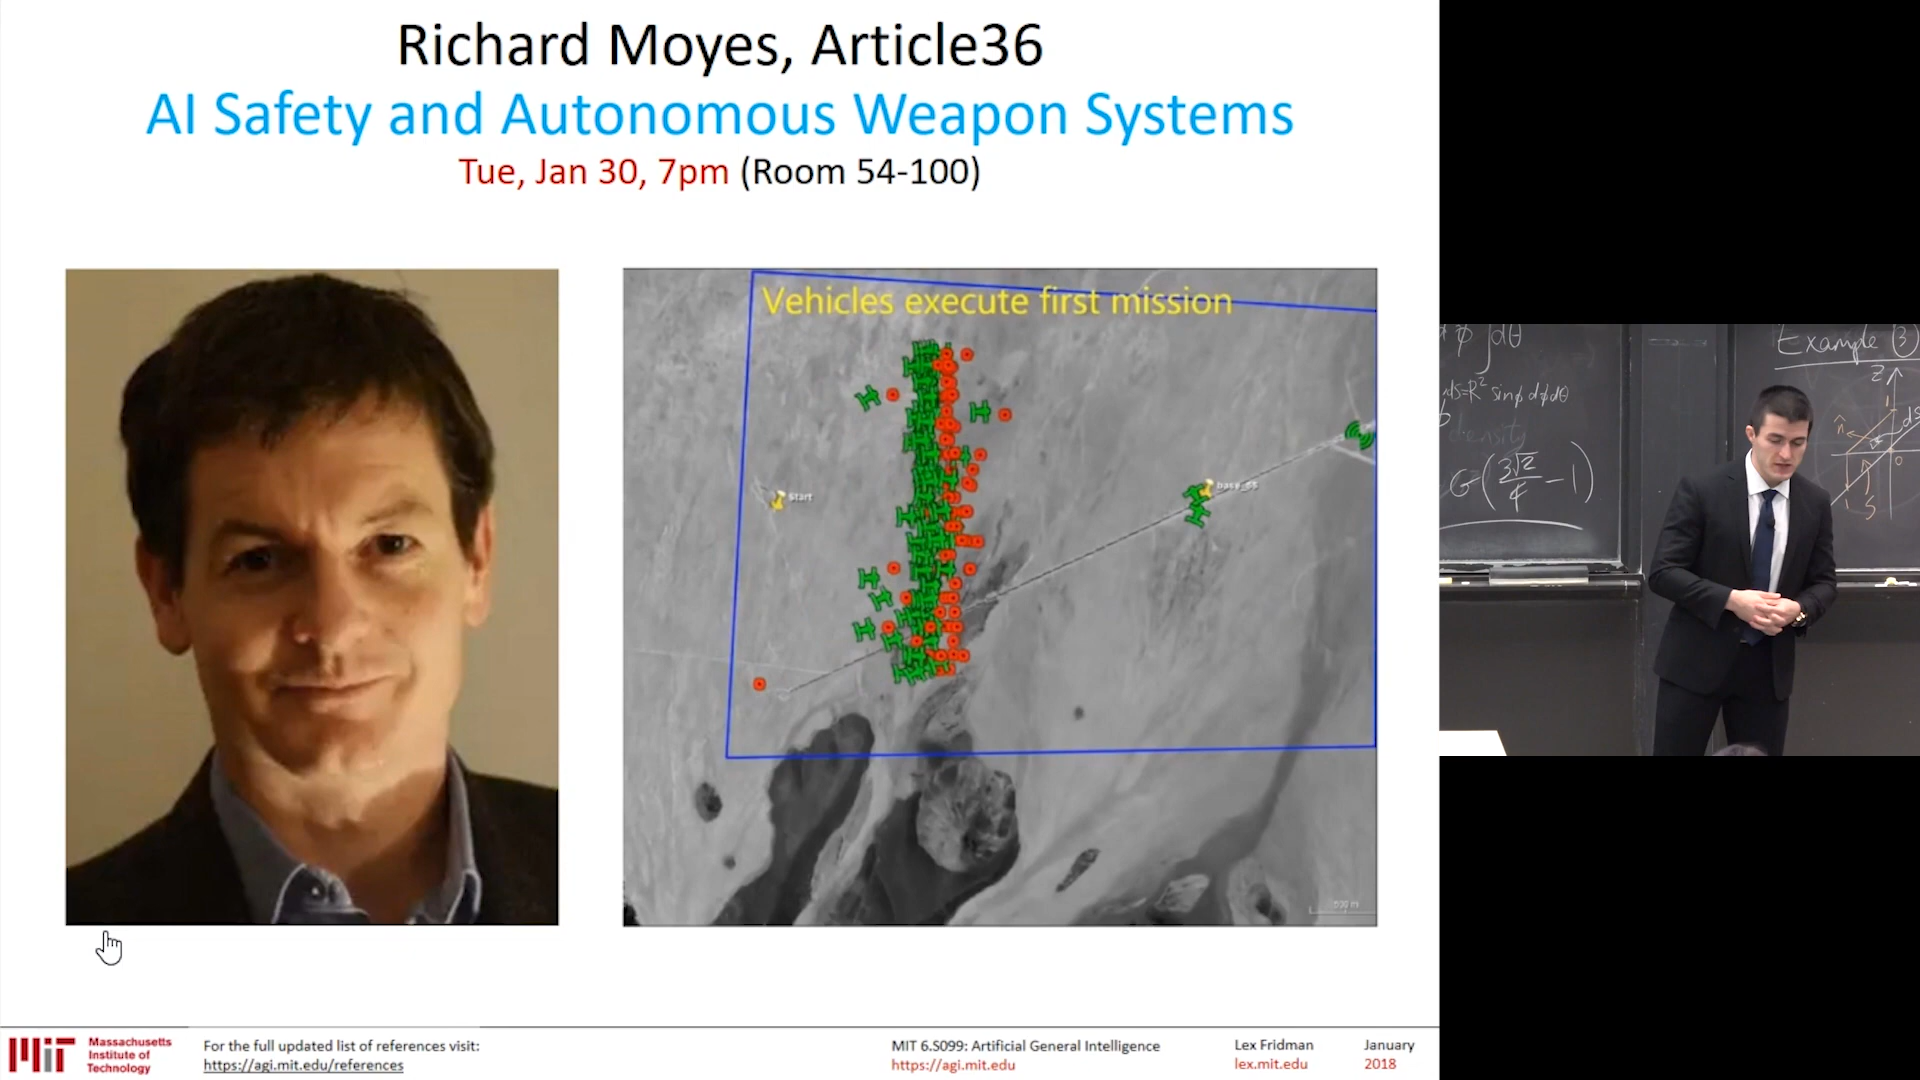 Richard Moyes, Article36
AI Safety and Autonomous Weapon Systems
Tue, Jan 30, 7pm (Room 54-100)
Vehicles execute first mission
Start
500 m
Example (3)
Z
density
Massachusetts
Institute of
Technology
For the full updated list of references visit:
https://agi.mit.edu/references
MIT 6.S099: Artificial General Intelligence
https://agi.mit.edu
Lex Fridman
lex.mit.edu
January
2018